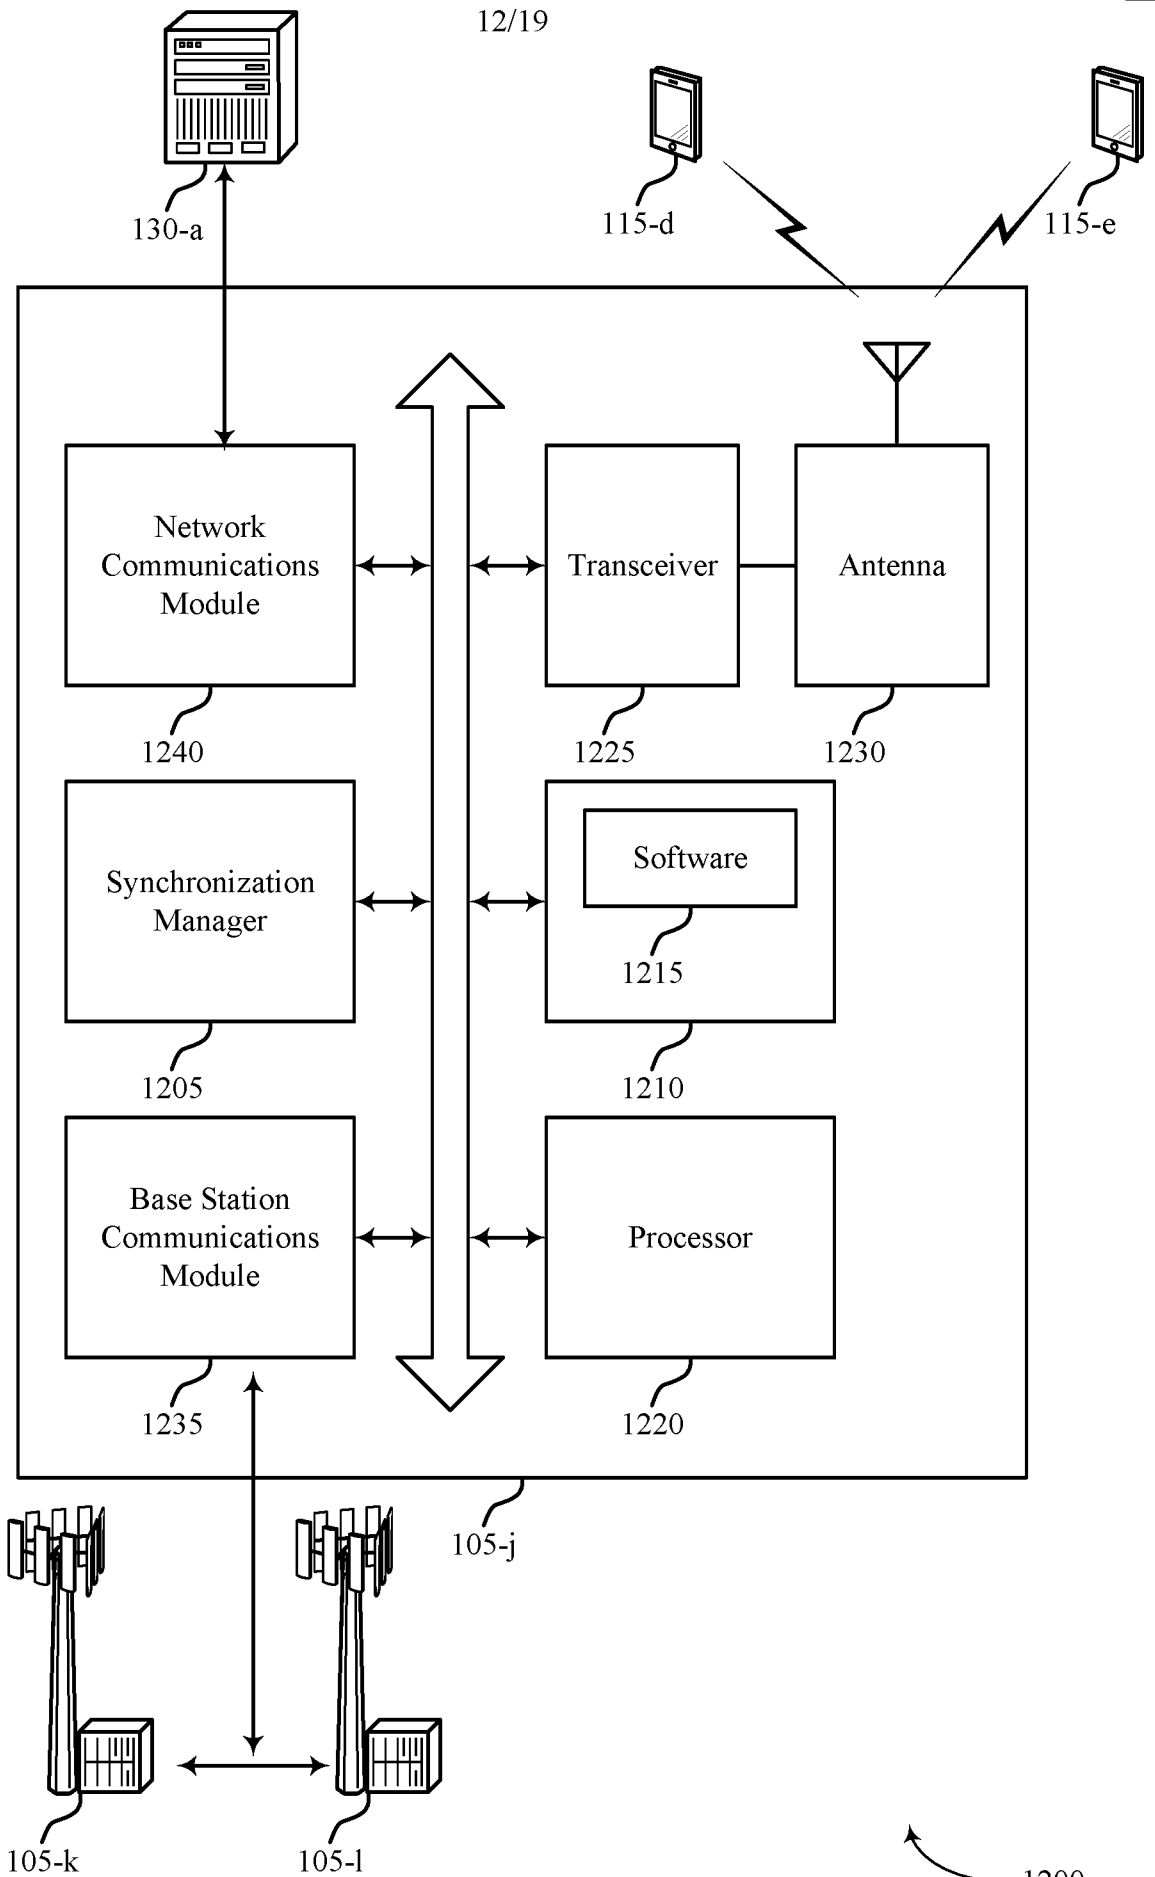 12/19
130-a
115-d
115-e
Network
Communications
Module
Transceiver
Antenna
1240
1225
1230
Synchronization
Manager
Software
1215
1205
1210
Base Station
Communications
Module
Processor
1235
1220
105-j
105-k
105-l